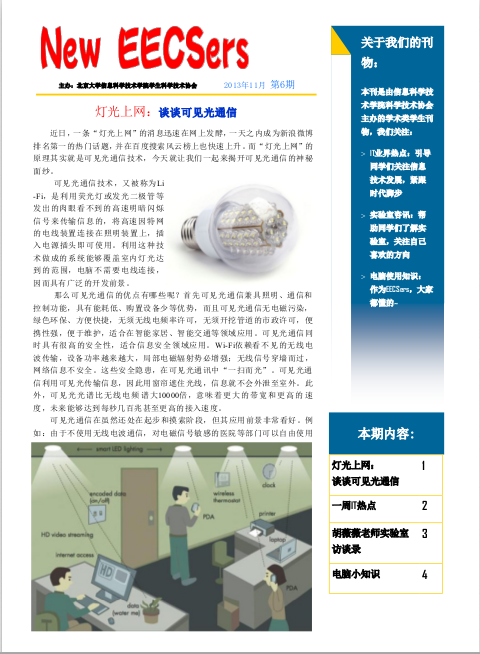 New EECSers
主办：北京大学信息科学技术学院学生科学技术协会 2013年11月 第6期
灯光上网：谈谈可见光通信
近日，一条“灯光上网”的消息迅速在网上发酵，一天之内成为新浪微博
排名第一的热门话题，并在百度搜索风云榜上也快速上升。而“灯光上网”的
原理其实就是可见光通信技术，今天就让我们一起来揭开可见光通信的神秘
面纱。
可见光通信技术，又被称为Li
-Fi，是利用荧光灯或发光二极管等
发出的肉眼看不到的高速明暗闪烁
信号来传输信息的，将高速因特网
的电线装置连接在照明装置上，插
入电源插头即可使用。利用这种技
术做成的系统能够覆盖室内灯光达
到的范围，电脑不需要电线连接，
因而具有广泛的开发前景。
那么可见光通信的优点有哪些呢？首先可见光通信兼具照明、通信和
控制功能，具有能耗低、购置设备少等优势，而且可见光通信无电磁污染，
绿色环保、方便快捷，无须无线电频率许可，无须开挖管道的市政许可，便
携性强，便于维护，适合在智能家居、智能交通等领域应用。可见光通信同
时具有很高的安全性，适合信息安全领域应用。Wi-Fi依赖看不见的无线电
波传输，设备功率越来越大，局部电磁辐射势必增强；无线信号穿墙而过，
网络信息不安全。这些安全隐患，在可见光通讯中“一扫而光”。可见光通
信利用可见光传输信息，因此用窗帘遮住光线，信息就不会外泄至室外。此
外，可见光光谱比无线电频谱大10000倍，意味着更大的带宽和更高的速
度，未来能够达到每秒几百兆甚至更高的接入速度。
可见光通信在虽然还处在起步和摸索阶段，但其应用前景非常看好。例
如：由于不使用无线电波通信，对电磁信号敏感的医院等部门可以自由使用
smart LED lighting
encoded data
(on/off)
wireless
thermostat
clock
PDA
printer
HD video streaming
laptop
internet access
HD
data
(water me)
PDA
关于我们的刊
物：
本刊是由信息科学技
术学院科学技术协会
主办的学术类学生刊
物，我们关注：
> IT业界热点：引导
同学们关注信息
技术发展，紧跟
时代脚步
> 实验室资讯：帮
助同学们了解实
验室，关注自己
喜欢的方向
> 电脑使用知识：
作为EECSers，大家
都懂的~
本期内容：
灯光上网：
谈谈可见光通信 1
一周IT热点 2
胡薇薇老师实验室
访谈录 3
电脑小知识 4